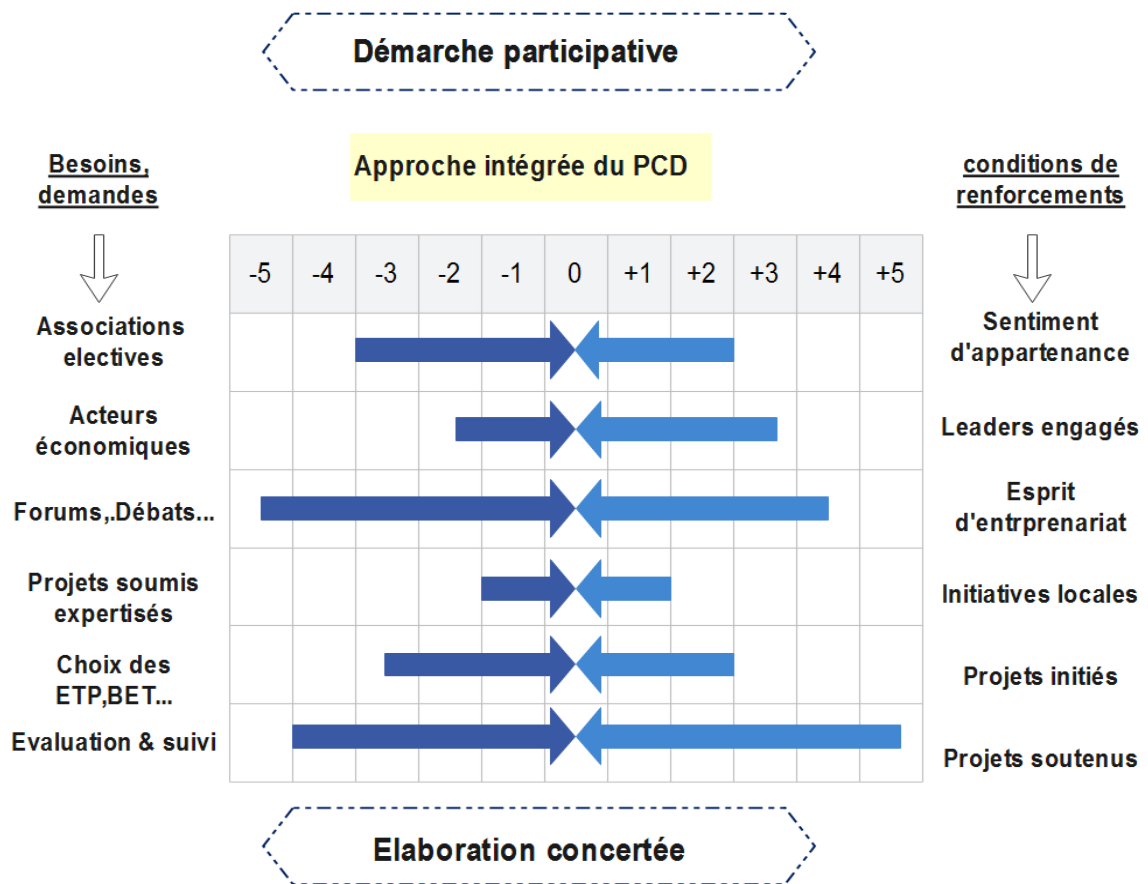 Démarche participative
Approche intégrée du PCD
Besoins,
demandes
conditions de
renforcements
-5 -4 -3 -2 -1 0 +1 +2 +3 +4 +5
Associations
electives
Sentiment
d'appartenance
Acteurs
économiques
Leaders engagés
Forums,.Débats...
Esprit
d'entrprenariat
Projets soumis
expertisés
Initiatives locales
Choix des
ETP,BET...
Projets initiés
Evaluation & suivi
Projets soutenus
Elaboration concertée